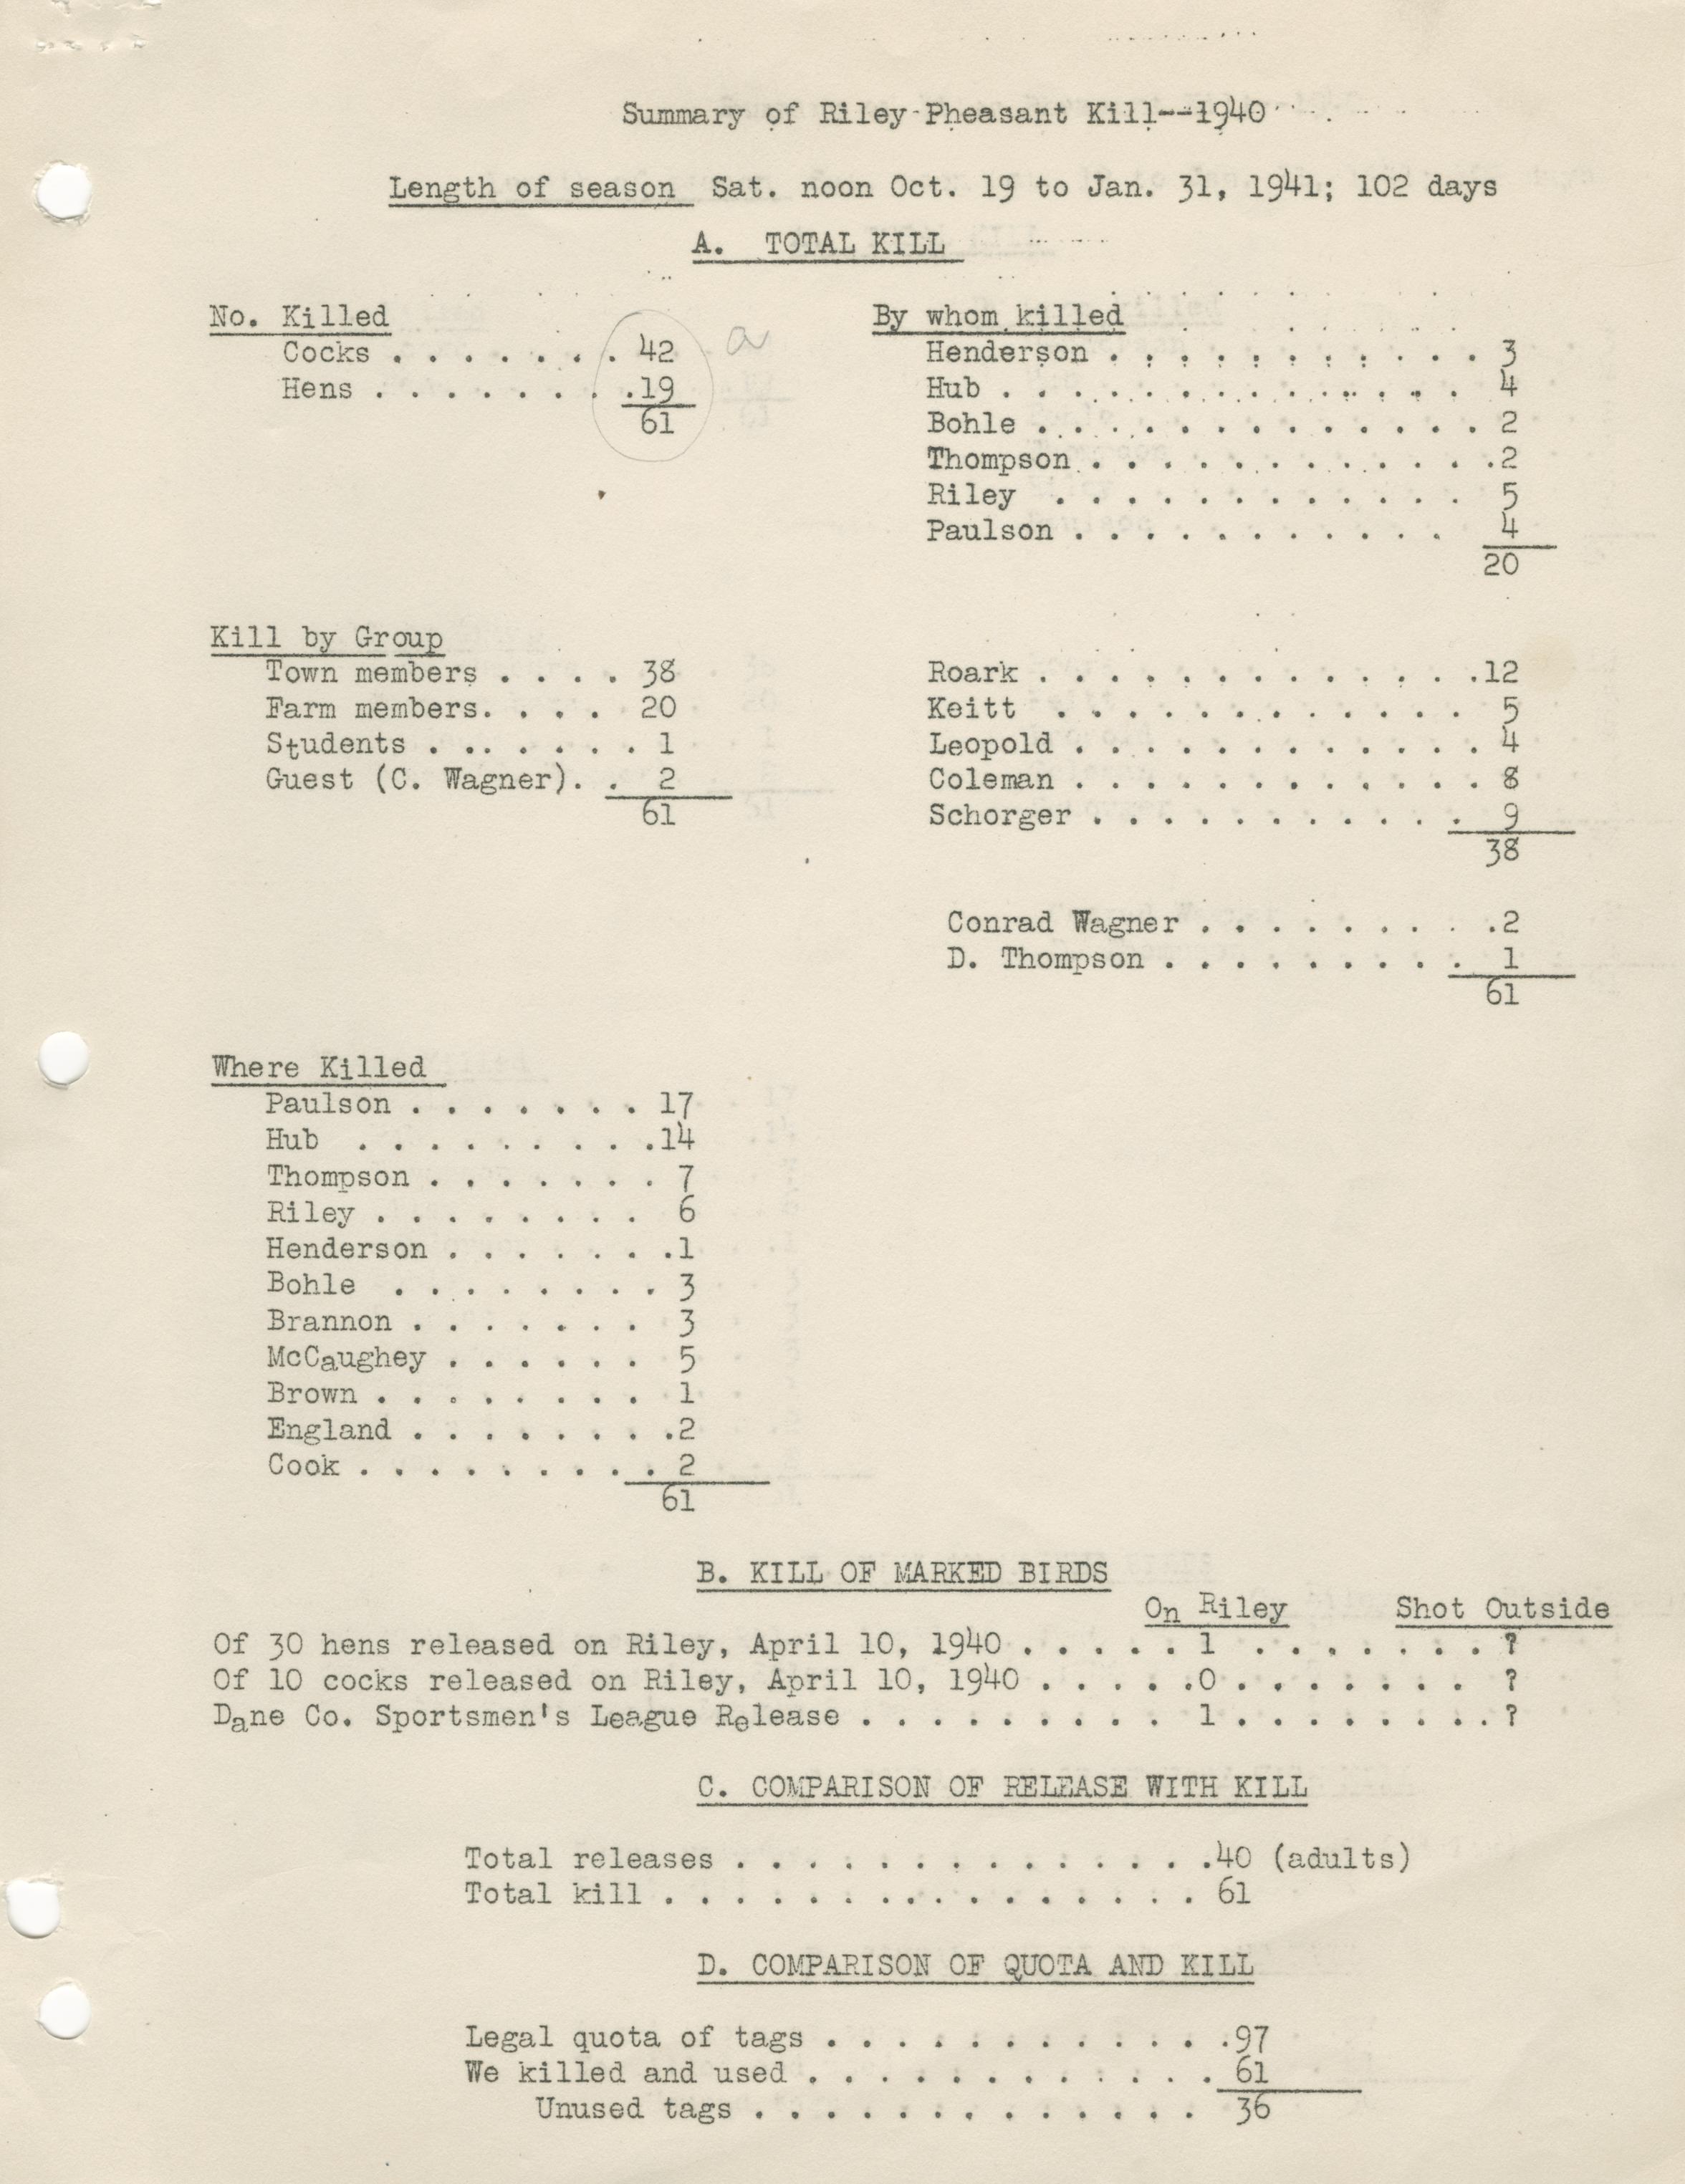 Summary of Riley Pheasant Kill--1940
Length of season Sat. noon Oct. 19 to Jan. 31, 1941; 102 days
A. TOTAL KILL
No. Killed
Cocks . . . . . . . 42
Hens . . . . . . . .19
61
a
By whom killed
Henderson . . . . . . . . . . . 3
Hub . . . . . . . . . . . . . 4
Bohle . . . . . . . . . . . . . 2
Thompson . . . . . . . . . . . .2
Riley . . . . . . . . . . . . 5
Paulson . . . . . . . . . . . 4
20
Kill by Group
Town members . . . . 38
Farm members. . . . 20
Students . . . . . . . 1
Guest (C. Wagner). . 2
61
Roark . . . . . . . . . . . . .12
Keitt . . . . . . . . . . . . 5
Leopold . . . . . . . . . . . . 4
Coleman . . . . . . . . . . . . 8
Schorger . . . . . . . . . . . 9
38
Conrad Wagner . . . . . . . . .2
D. Thompson . . . . . . . . . 1
61
Where Killed
Paulson . . . . . . . 17
Hub . . . . . . . . .14
Thompson . . . . . . . 7
Riley . . . . . . . . 6
Henderson . . . . . . .1
Bohle . . . . . . . . 3
Brannon . . . . . . . 3
McCaughey . . . . . . 5
Brown . . . . . . . . 1
England . . . . . . . .2
Cook . . . . . . . . . 2
61
B. KILL OF MARKED BIRDS
On Riley Shot Outside
Of 30 hens released on Riley, April 10, 1940 . . . . . 1 . . . . . . . ?
Of 10 cocks released on Riley, April 10, 1940 . . . . .0 . . . . . . . ?
Dane Co. Sportsmen's League Release . . . . . . . . . 1 . . . . . . . . ?
C. COMPARISON OF RELEASE WITH KILL
Total releases . . . . . . . . . . . . . .40 (adults)
Total kill . . . . . . . . . . . . . . . 61
D. COMPARISON OF QUOTA AND KILL
Legal quota of tags . . . . . . . . . . . .97
We killed and used . . . . . . . . . . . . 61
Unused tags . . . . . . . . . . . . . 36